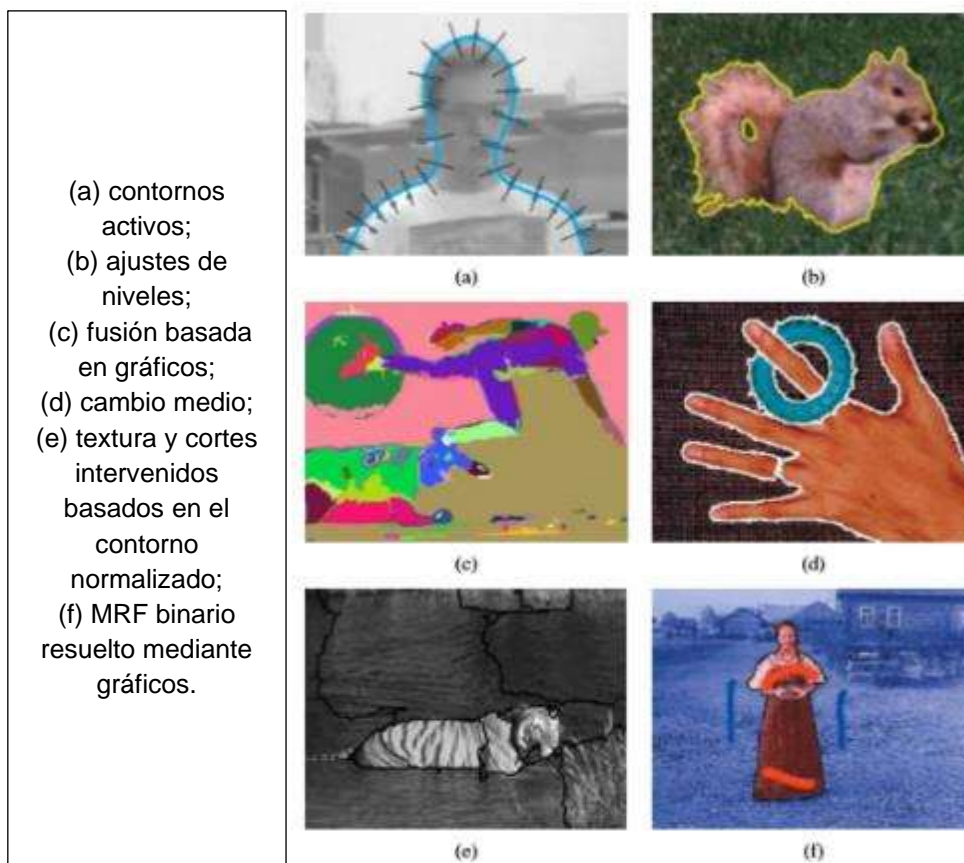 (a) contornos
activos;
(b) ajustes de
niveles;
(c) fusión basada
en gráficos;
(d) cambio medio;
(e) textura y cortes
intervenidos
basados en el
contorno
normalizado;
(f) MRF binario
resuelto mediante
gráficos.
(a)
(b)
(c)
(d)
(e)
(f)